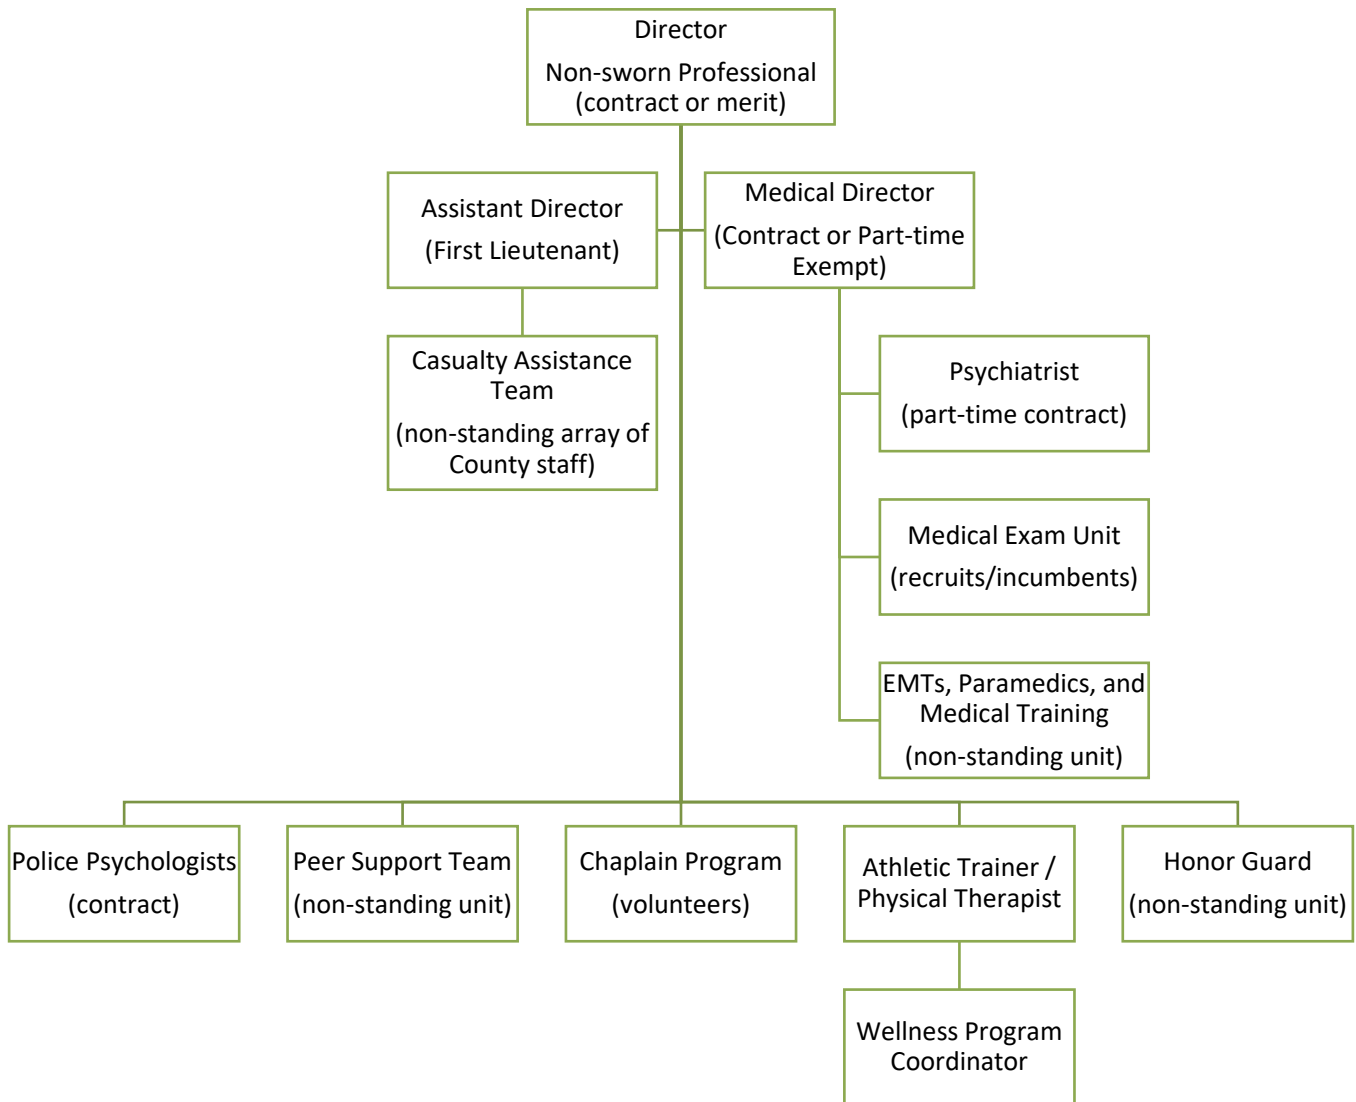 Director
Non-sworn Professional
(contract or merit)
Assistant Director
(First Lieutenant)
Medical Director
(Contract or Part-time
Exempt)
Casualty Assistance
Team
(non-standing array of
County staff)
Psychiatrist
(part-time contract)
Medical Exam Unit
(recruits/incumbents)
EMTs, Paramedics, and
Medical Training
(non-standing unit)
Police Psychologists
(contract)
Peer Support Team
(non-standing unit)
Chaplain Program
(volunteers)
Athletic Trainer /
Physical Therapist
Honor Guard
(non-standing unit)
Wellness Program
Coordinator